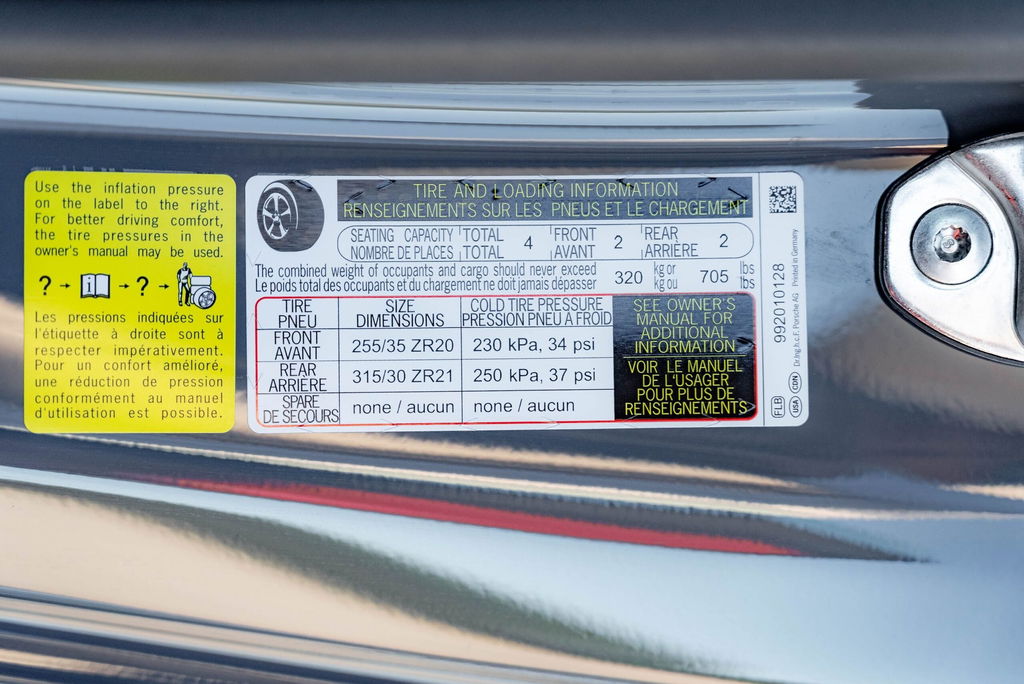 Use the inflation pressure
on the label to the right.
For better driving comfort,
the tire pressures in the
owner's manual may be used.
? → i → ? →
Les pressions indiquées sur
l'étiquette à droite sont à
respecter impérativement.
Pour un confort amélioré,
une réduction de pression
conformément au manuel
d'utilisation est possible.
TIRE AND LOADING INFORMATION
RENSEIGNEMENTS SUR LES PNEUS ET LE CHARGEMENT
SEATING CAPACITY TOTAL 4 FRONT 2 REAR 2
NOMBRE DE PLACES TOTAL AVANT ARRIÈRE
The combined weight of occupants and cargo should never exceed 320 kg or 705 lbs
Le poids total des occupants et du chargement ne doit jamais dépasser kg ou lbs
TIRE SIZE COLD TIRE PRESSURE
PNEU DIMENSIONS PRESSION PNEU À FROID
FRONT
AVANT 255/35 ZR20 230 kPa, 34 psi
REAR
ARRIÈRE 315/30 ZR21 250 kPa, 37 psi
SPARE
DE SECOURS none / aucun none / aucun
SEE OWNER'S
MANUAL FOR
ADDITIONAL
INFORMATION
VOIR LE MANUEL
DE L'USAGER
POUR PLUS DE
RENSEIGNEMENTS
992010128
Dr.Ing.h.c.F. Porsche AG Printed in Germany
FLB USA CDN